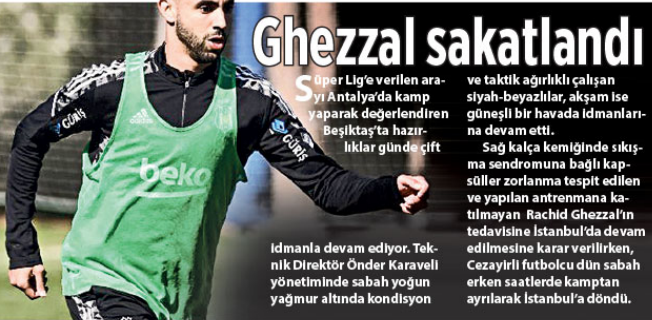 Ghezzal sakatlandı
Süper Lig'e verilen ara-
yı Antalya'da kamp
yaparak değerlendiren
Beşiktaş'ta hazır-
lıklar günde çift
idmanla devam ediyor. Tek-
nik Direktör Önder Karaveli
yönetiminde sabah yoğun
yağmur altında kondisyon
ve taktik ağırlıklı çalışan
siyah-beyazlılar, akşam ise
güneşli bir havada idmanları-
na devam etti.
Sağ kalça kemiğinde sıkış-
ma sendromuna bağlı kap-
süller zorlanma tespit edilen
ve yapılan antrenmana ka-
tılmayan Rachid Ghezzal'ın
tedavisine İstanbul'da devam
edilmesine karar verilirken,
Cezayirli futbolcu dün sabah
erken saatlerde kamptan
ayrılarak İstanbul'a döndü.
adidas
GÜRİŞ
beko
GÜRİŞ